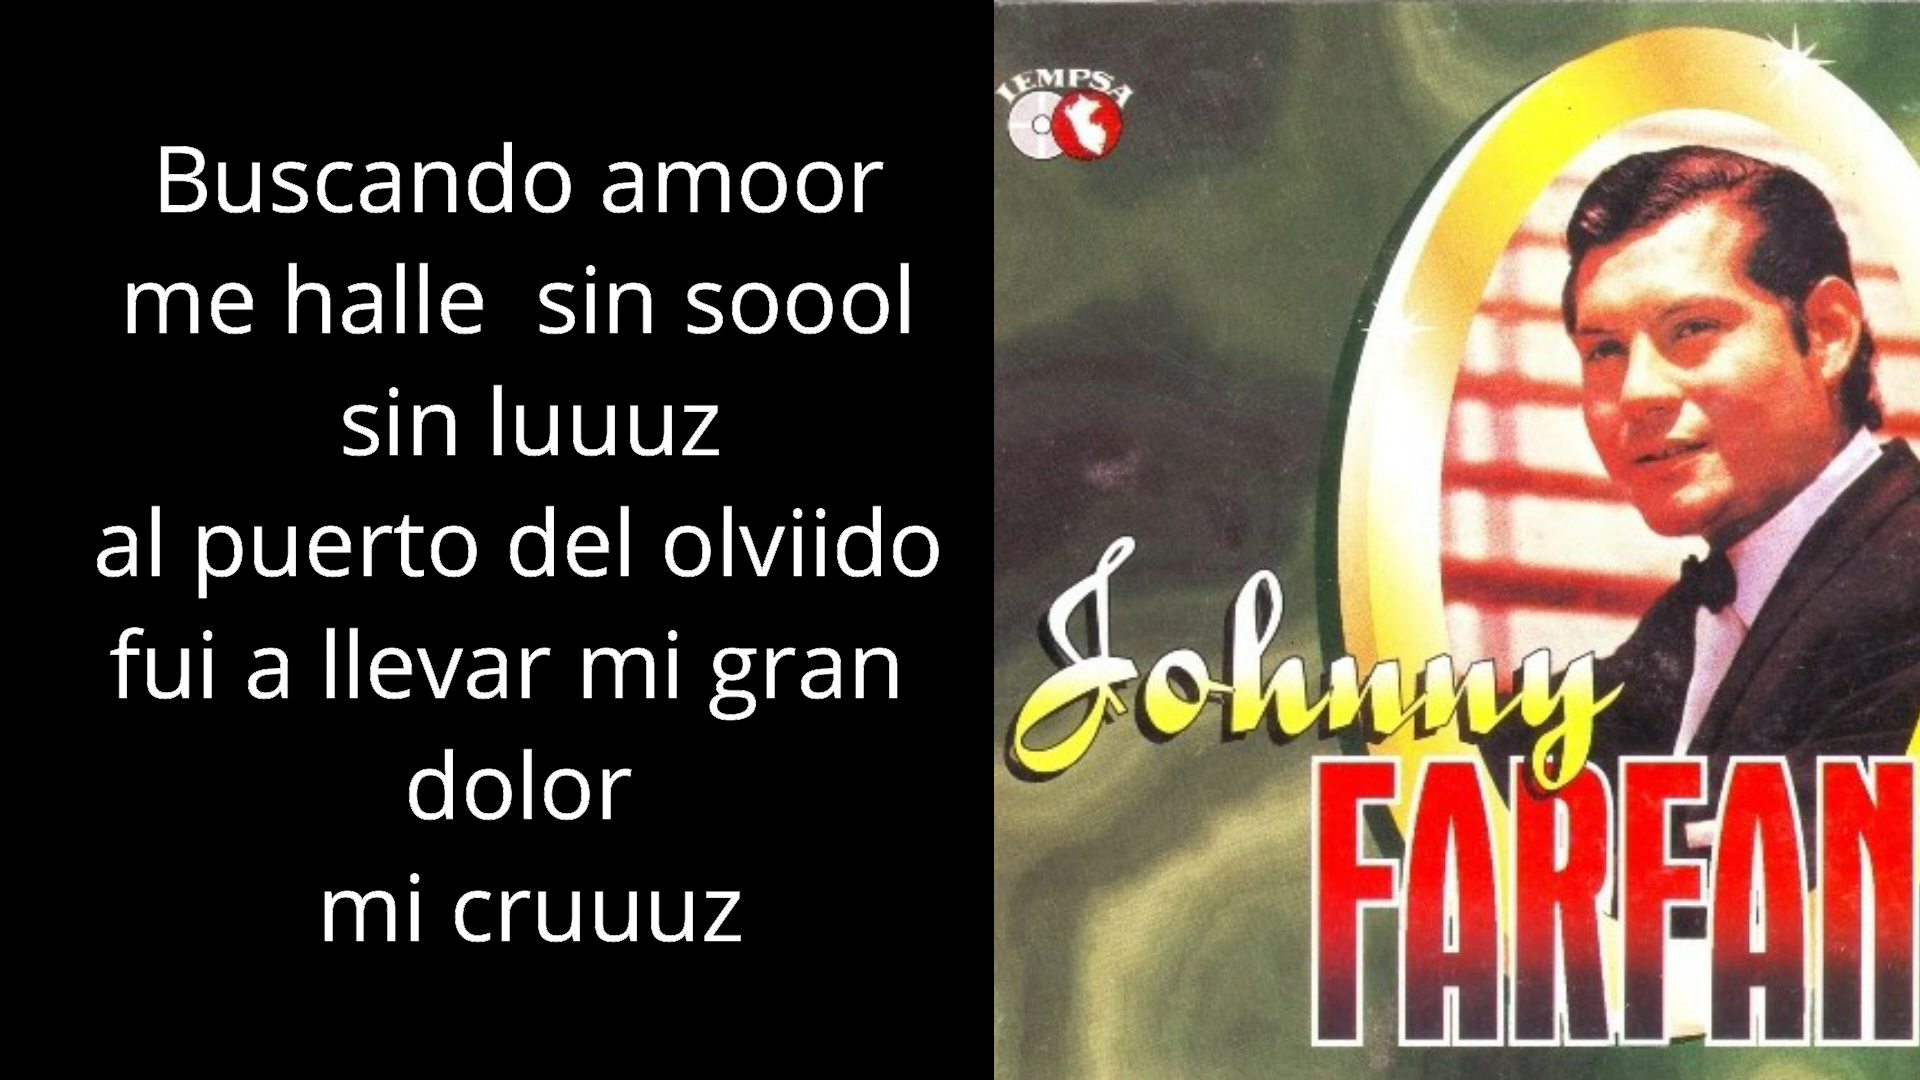 Buscando amoor
me halle  sin soool
sin luuuz
al puerto del olviido
fui a llevar mi gran
dolor
mi cruuuz
IEMPSA
Johnny
FARFAN